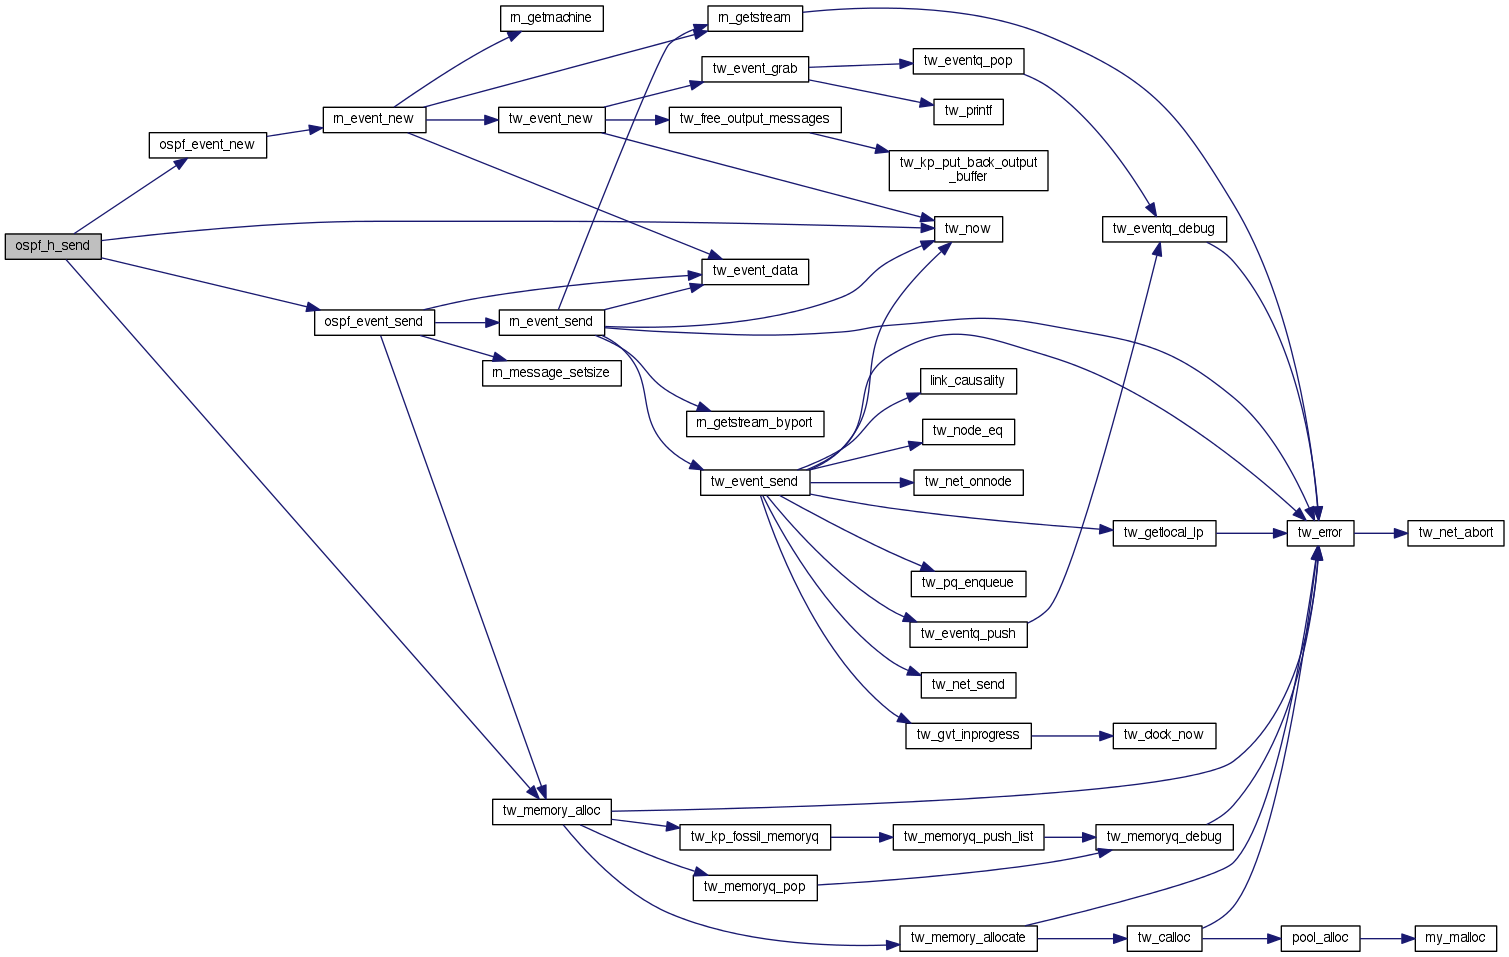 rn_getmachine
rn_getstream
tw_eventq_pop
tw_event_grab
tw_printf
rn_event_new
tw_event_new
tw_free_output_messages
ospf_event_new
tw_kp_put_back_output
_buffer
tw_now
tw_eventq_debug
ospf_h_send
tw_event_data
ospf_event_send
rn_event_send
rn_message_setsize
link_causality
rn_getstream_byport
tw_node_eq
tw_event_send
tw_net_onnode
tw_getlocal_lp
tw_error
tw_net_abort
tw_pq_enqueue
tw_eventq_push
tw_net_send
tw_gvt_inprogress
tw_clock_now
tw_memory_alloc
tw_kp_fossil_memoryq
tw_memoryq_push_list
tw_memoryq_debug
tw_memoryq_pop
tw_memory_allocate
tw_calloc
pool_alloc
my_malloc